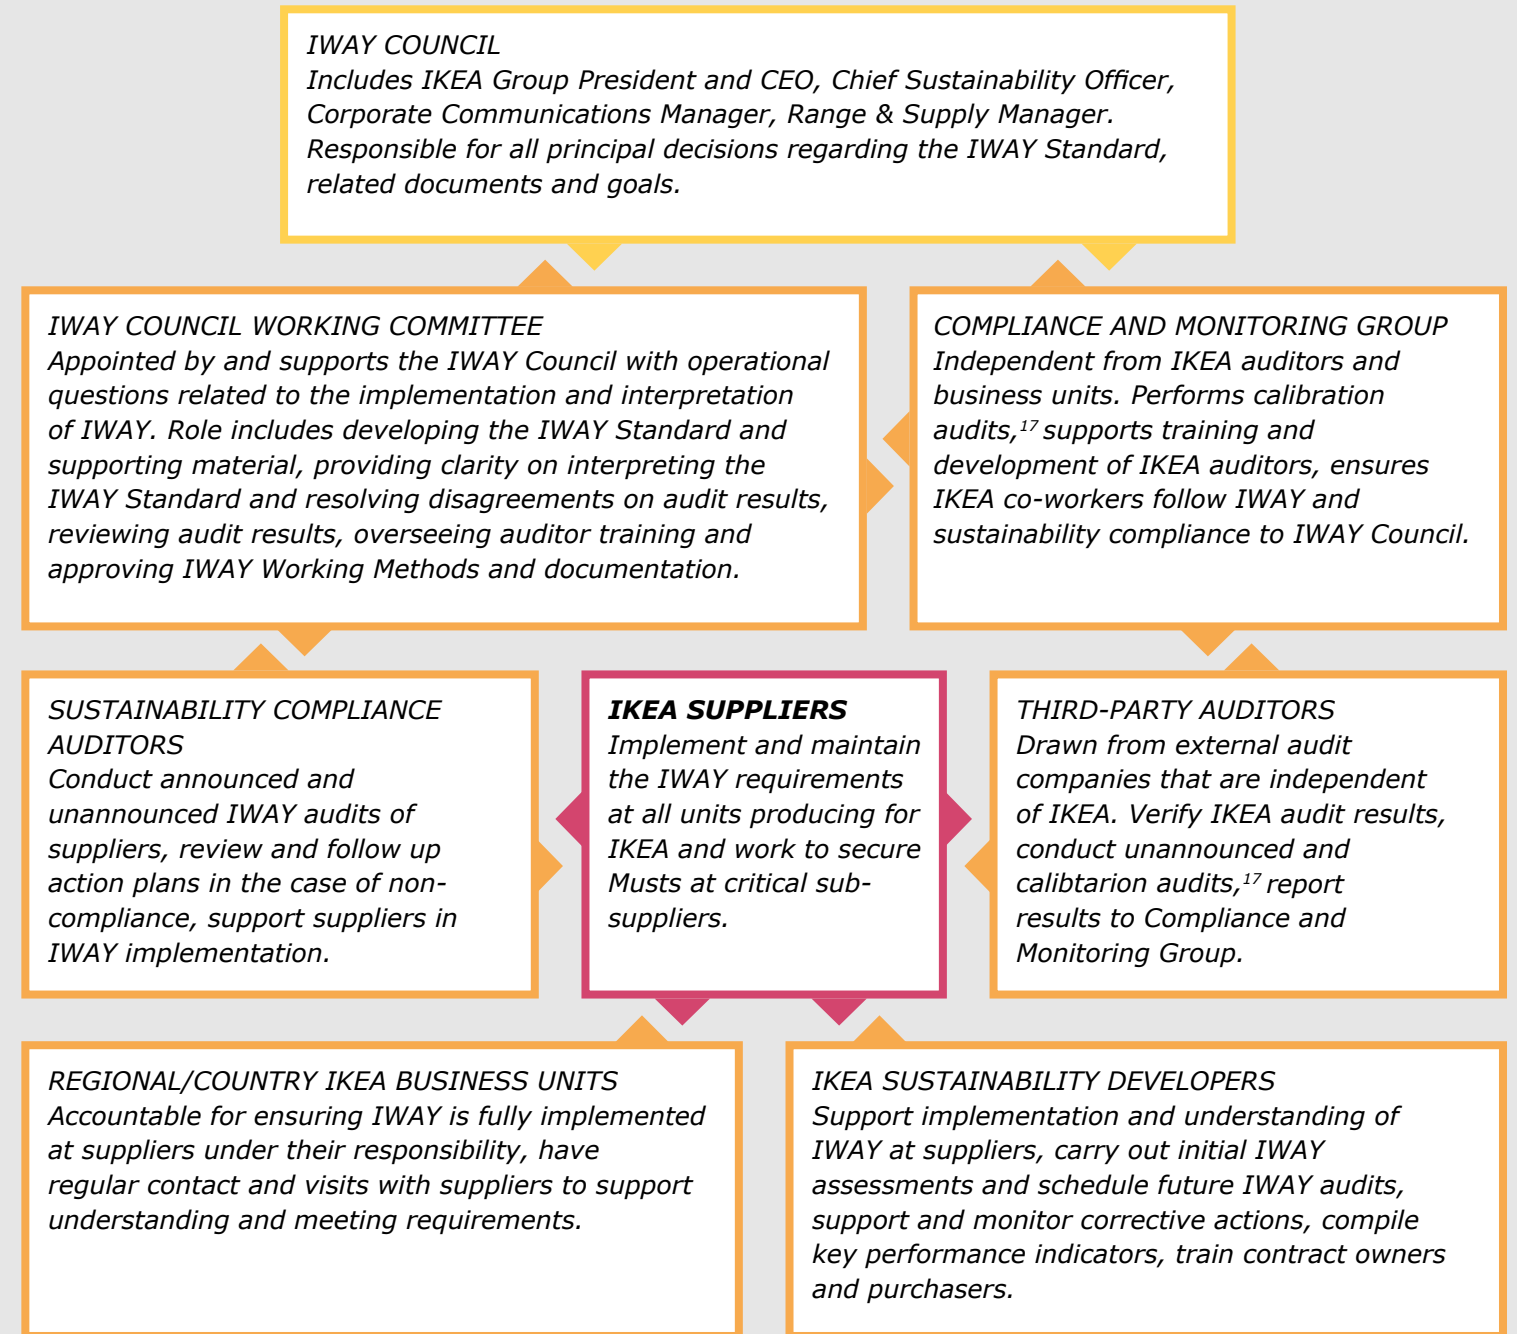 IWAY COUNCIL
Includes IKEA Group President and CEO, Chief Sustainability Officer,
Corporate Communications Manager, Range & Supply Manager.
Responsible for all principal decisions regarding the IWAY Standard,
related documents and goals.
IWAY COUNCIL WORKING COMMITTEE
Appointed by and supports the IWAY Council with operational
questions related to the implementation and interpretation
of IWAY. Role includes developing the IWAY Standard and
supporting material, providing clarity on interpreting the
IWAY Standard and resolving disagreements on audit results,
reviewing audit results, overseeing auditor training and
approving IWAY Working Methods and documentation.
COMPLIANCE AND MONITORING GROUP
Independent from IKEA auditors and
business units. Performs calibration
audits,17 supports training and
development of IKEA auditors, ensures
IKEA co-workers follow IWAY and
sustainability compliance to IWAY Council.
SUSTAINABILITY COMPLIANCE
AUDITORS
Conduct announced and
unannounced IWAY audits of
suppliers, review and follow up
action plans in the case of non-
compliance, support suppliers in
IWAY implementation.
IKEA SUPPLIERS
Implement and maintain
the IWAY requirements
at all units producing for
IKEA and work to secure
Musts at critical sub-
suppliers.
THIRD-PARTY AUDITORS
Drawn from external audit
companies that are independent
of IKEA. Verify IKEA audit results,
conduct unannounced and
calibtarion audits,17 report
results to Compliance and
Monitoring Group.
REGIONAL/COUNTRY IKEA BUSINESS UNITS
Accountable for ensuring IWAY is fully implemented
at suppliers under their responsibility, have
regular contact and visits with suppliers to support
understanding and meeting requirements.
IKEA SUSTAINABILITY DEVELOPERS
Support implementation and understanding of
IWAY at suppliers, carry out initial IWAY
assessments and schedule future IWAY audits,
support and monitor corrective actions, compile
key performance indicators, train contract owners
and purchasers.